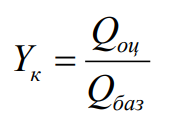 Yк = Qоц / Qбаз